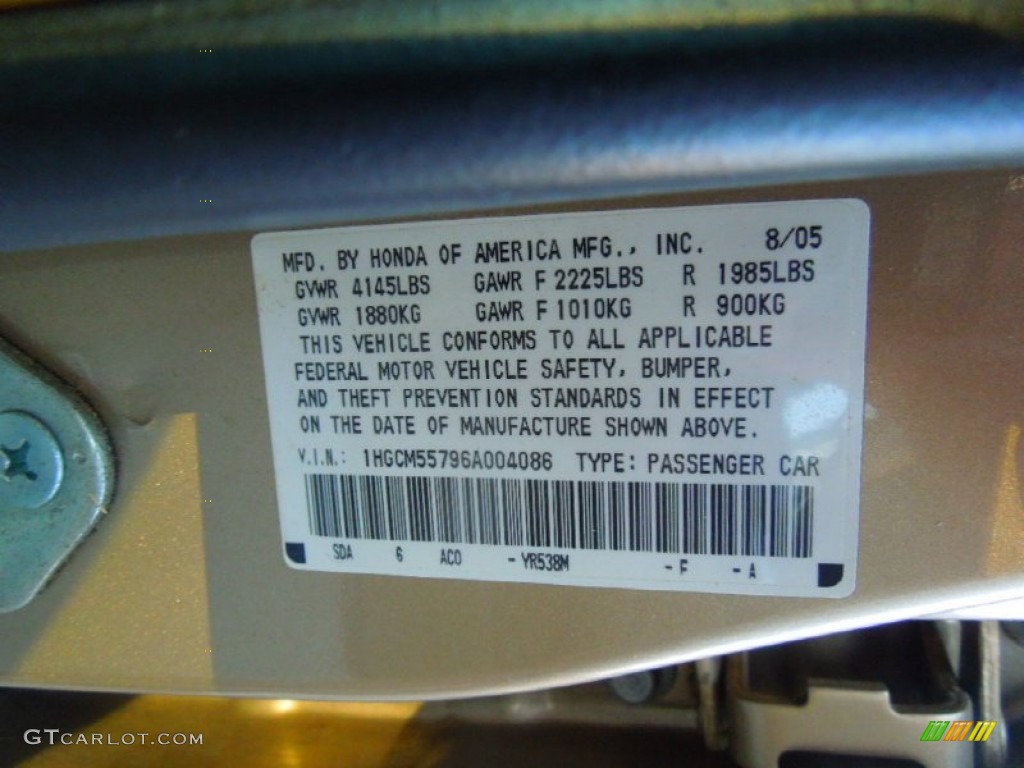 MFD. BY HONDA OF AMERICA MFG., INC. 8/05
GVWR 4145LBS GAWR F 2225LBS R 1985LBS
GVWR 1880KG GAWR F 1010KG R 900KG
THIS VEHICLE CONFORMS TO ALL APPLICABLE
FEDERAL MOTOR VEHICLE SAFETY, BUMPER,
AND THEFT PREVENTION STANDARDS IN EFFECT
ON THE DATE OF MANUFACTURE SHOWN ABOVE.
V.I.N.: 1HGCM55796A004086 TYPE: PASSENGER CAR
SDA 6 AC0 -YR538M -F -A
GTCARLOT.COM